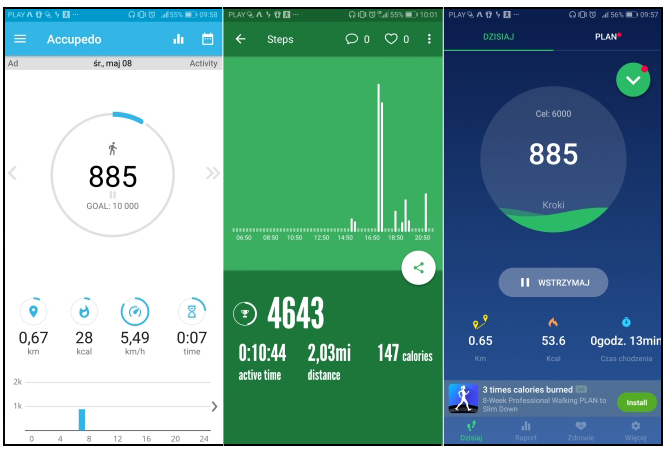 PLAY
55% 09:58
Accupedo
Ad
śr., maj 08
Activity
885
GOAL: 10 000
0,67
28
5,49
0:07
km
kcal
km/h
time
2k
1k
0 4 8 12 16 20 24
PLAY
55% 10:01
Steps
0
0
06:50 08:50 10:50 12:50 14:50 16:50 18:50 20:50
4643
0:10:44
2,03mi
147 calories
active time
distance
PLAY
56% 09:57
DZISIAJ
PLAN
Cel: 6000
885
Kroki
WSTRZYMAJ
0.65
53.6
0godz. 13min
Km
Kcal
Czas chodzenia
3 times calories burned
8-Week Professional Walking PLAN to
Slim Down
Install
Dzisiaj
Raport
Zdrowie
Więcej